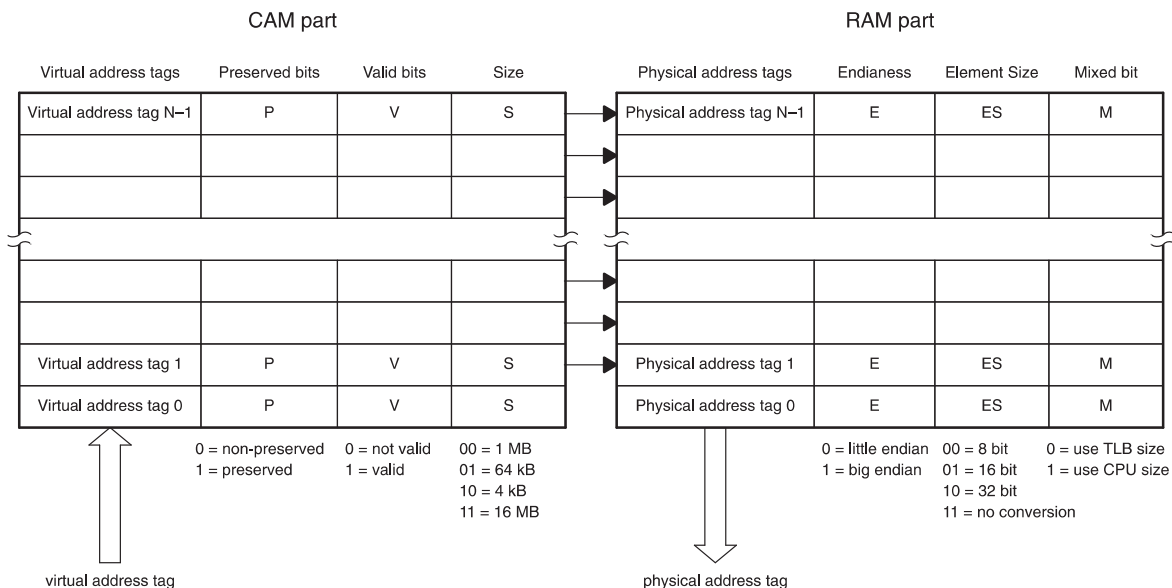 CAM part
RAM part
Virtual address tags Preserved bits Valid bits Size
Physical address tags Endianess Element Size Mixed bit
Virtual address tag N–1 P V S
Physical address tag N–1 E ES M
Virtual address tag 1 P V S
Physical address tag 1 E ES M
Virtual address tag 0 P V S
Physical address tag 0 E ES M
0 = non-preserved
1 = preserved
0 = not valid
1 = valid
00 = 1 MB
01 = 64 kB
10 = 4 kB
11 = 16 MB
0 = little endian
1 = big endian
00 = 8 bit
01 = 16 bit
10 = 32 bit
11 = no conversion
0 = use TLB size
1 = use CPU size
virtual address tag
physical address tag